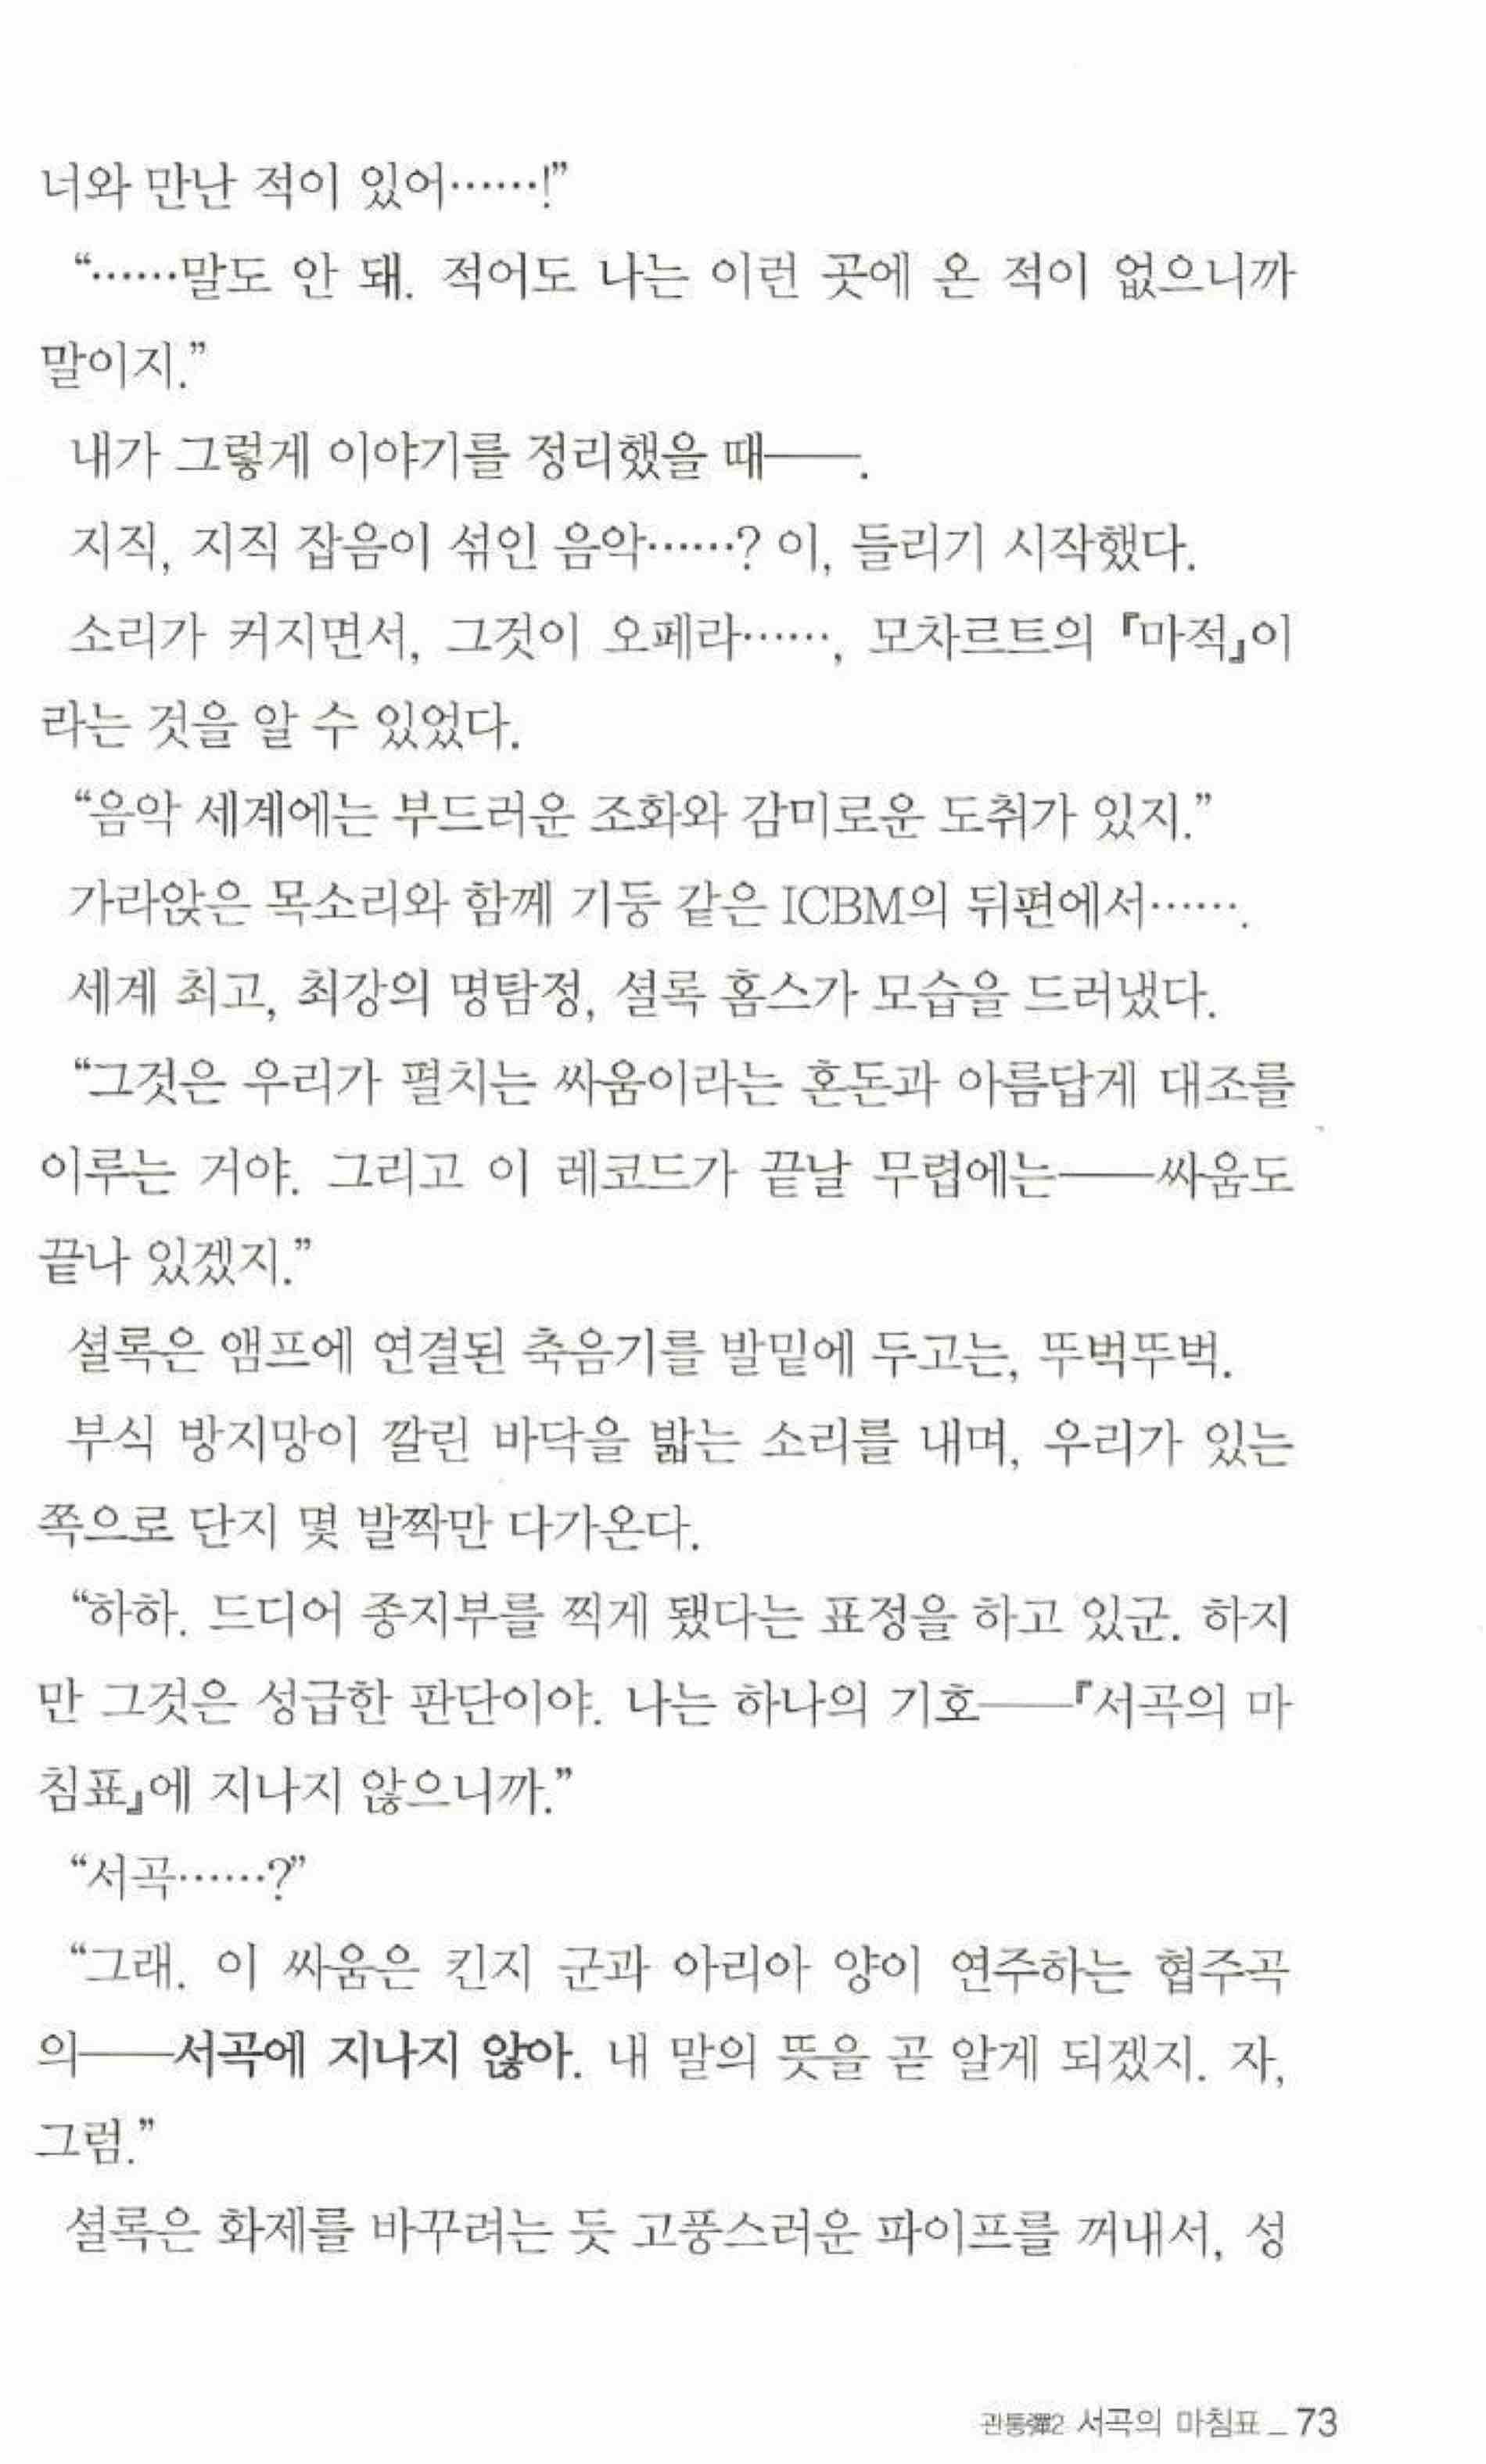 너와 만난 적이 있어……!”
“……말도 안 돼. 적어도 나는 이런 곳에 온 적이 없으니까
말이지.”
내가 그렇게 이야기를 정리했을 때――.
지직, 지직 잡음이 섞인 음악……? 이, 들리기 시작했다.
소리가 커지면서, 그것이 오페라……, 모차르트의 『마적』이
라는 것을 알 수 있었다.
“음악 세계에는 부드러운 조화와 감미로운 도취가 있지.”
가라앉은 목소리와 함께 기둥 같은 ICBM의 뒤편에서…….
세계 최고, 최강의 명탐정, 셜록 홈스가 모습을 드러냈다.
“그것은 우리가 펼치는 싸움이라는 혼돈과 아름답게 대조를
이루는 거야. 그리고 이 레코드가 끝날 무렵에는――싸움도
끝나 있겠지.”
셜록은 앰프에 연결된 축음기를 발밑에 두고는, 뚜벅뚜벅.
부식 방지망이 깔린 바닥을 밟는 소리를 내며, 우리가 있는
쪽으로 단지 몇 발짝만 다가온다.
“하하. 드디어 종지부를 찍게 됐다는 표정을 하고 있군. 하지
만 그것은 성급한 판단이야. 나는 하나의 기호――『서곡의 마
침표』에 지나지 않으니까.”
“서곡……?”
“그래. 이 싸움은 킨지 군과 아리아 양이 연주하는 협주곡
의――서곡에 지나지 않아. 내 말의 뜻을 곧 알게 되겠지. 자,
그럼.”
셜록은 화제를 바꾸려는 듯 고풍스러운 파이프를 꺼내서, 성
관통彈2 서곡의 마침표 _ 73